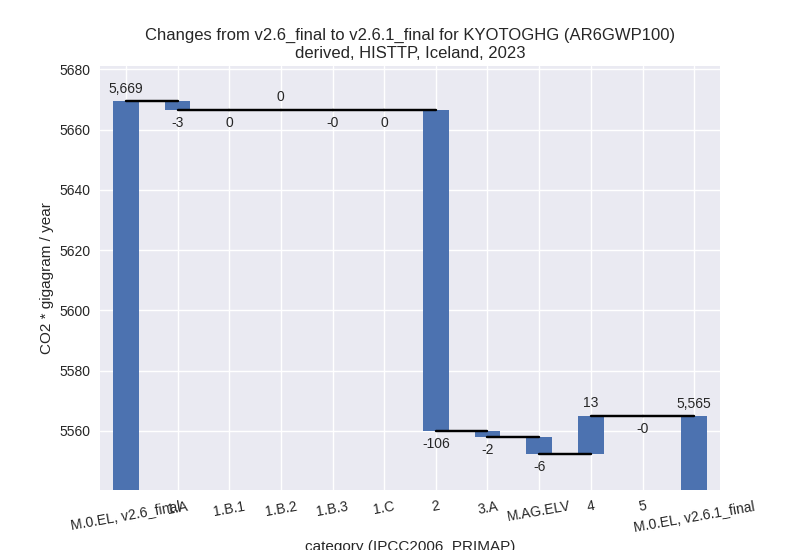 Changes from v2.6_final to v2.6.1_final for KYOTOGHG (AR6GWP100)
derived, HISTTP, Iceland, 2023
CO2 * gigagram / year
5680
5660
5640
5620
5600
5580
5560
5,669
-3
0
0
-0
0
-106
-2
-6
13
-0
5,565
M.0.EL, v2.6_final
1.A
1.B.1
1.B.2
1.B.3
1.C
2
3.A
M.AG.ELV
4
5
M.0.EL, v2.6.1_final
category (IPCC2006_PRIMAP)